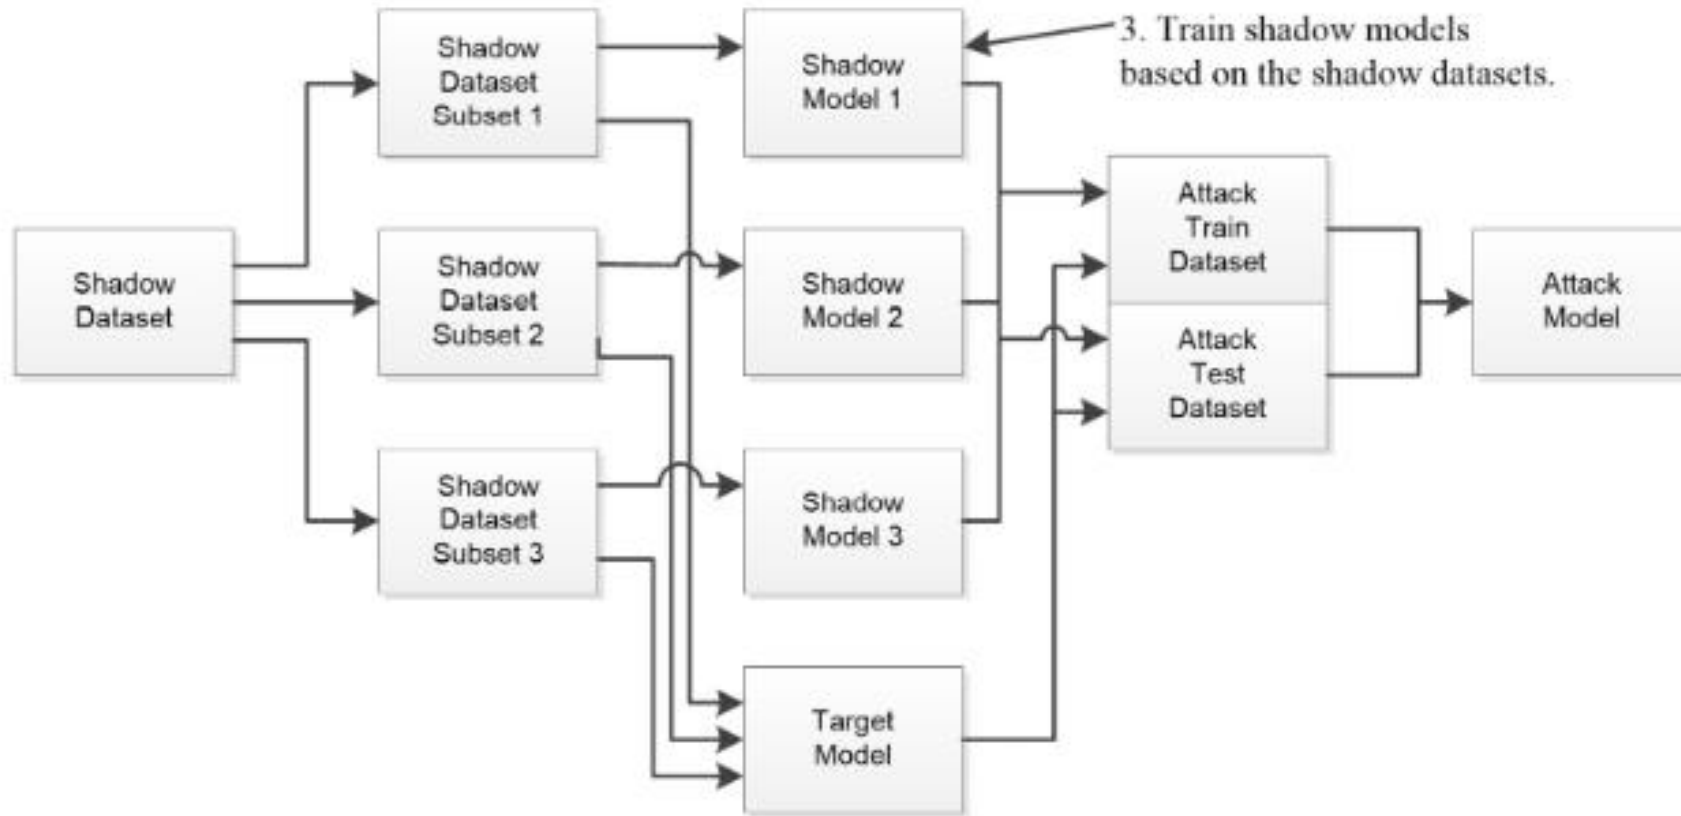 Shadow
Dataset
Shadow
Dataset
Subset 1
Shadow
Dataset
Subset 2
Shadow
Dataset
Subset 3
Shadow
Model 1
Shadow
Model 2
Shadow
Model 3
Target
Model
3. Train shadow models
based on the shadow datasets.
Attack
Train
Dataset
Attack
Test
Dataset
Attack
Model